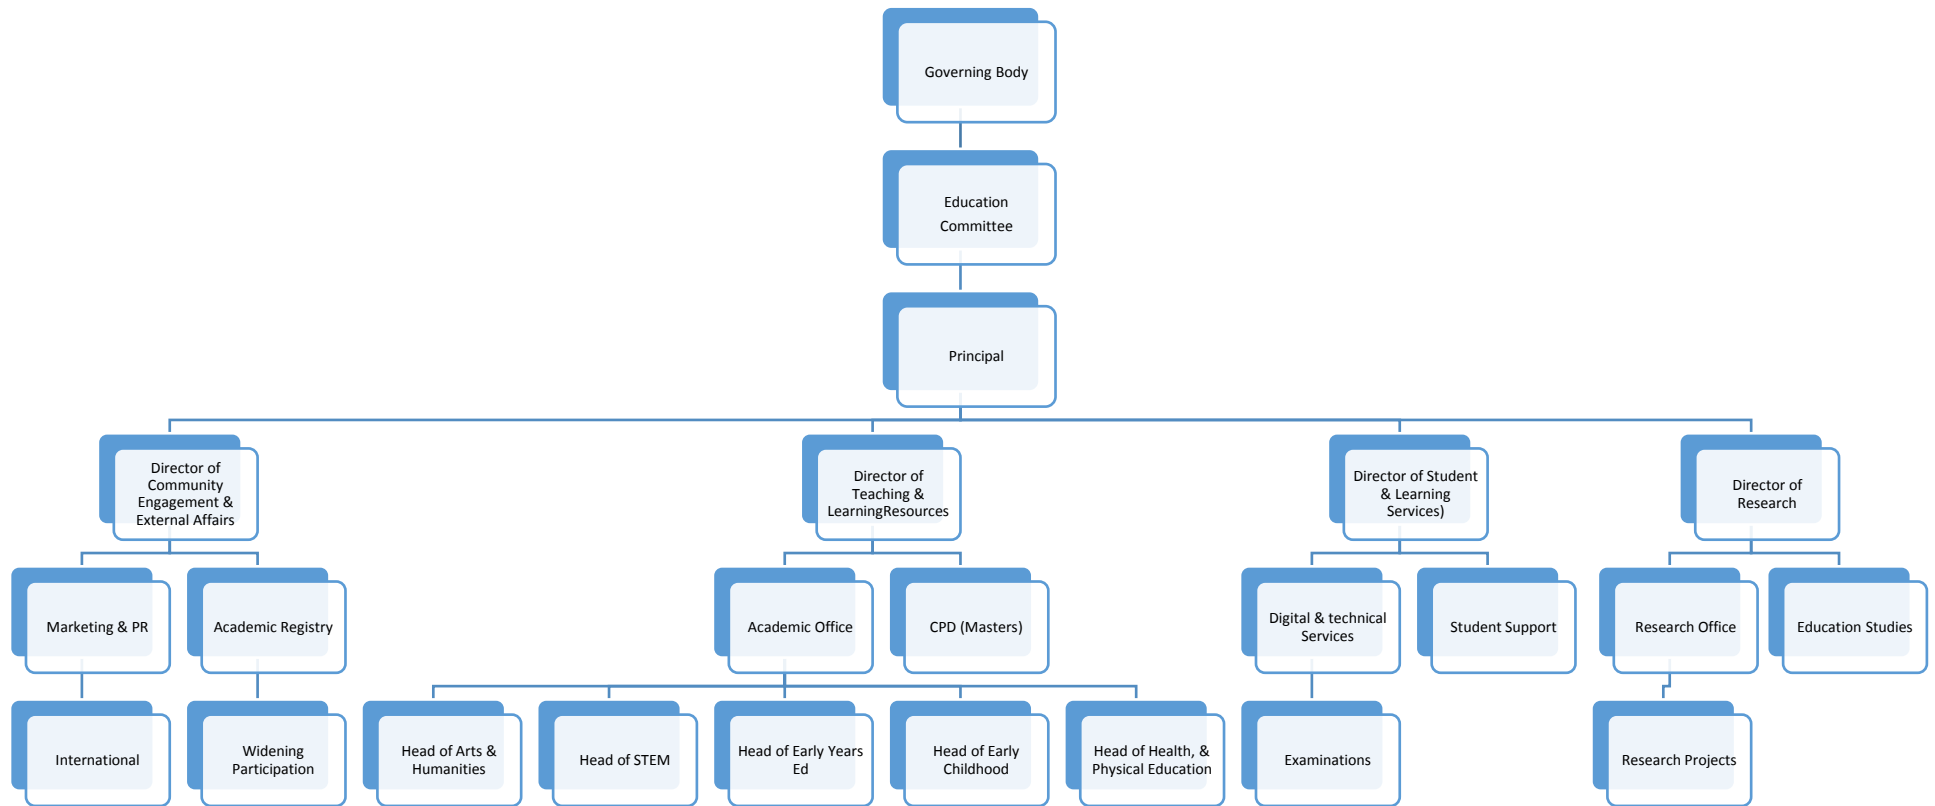 Governing Body
Education
Committee
Principal
Director of
Community
Engagement &
External Affairs
Director of
Teaching &
LearningResources
Director of Student
& Learning
Services)
Director of
Research
Marketing & PR
Academic Registry
Academic Office
CPD (Masters)
Digital & technical
Services
Student Support
Research Office
Education Studies
International
Widening
Participation
Head of Arts &
Humanities
Head of STEM
Head of Early Years
Ed
Head of Early
Childhood
Head of Health, &
Physical Education
Examinations
Research Projects